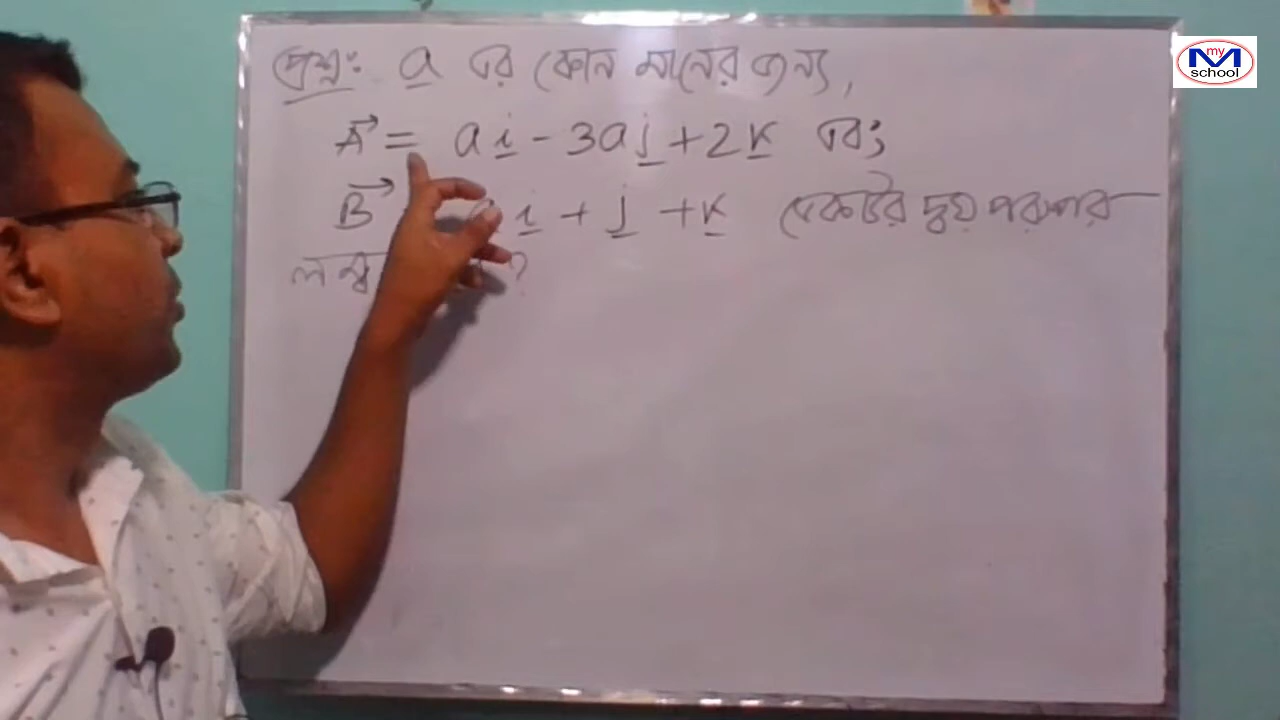 প্রশ্ন: a এর কোন মানের জন্য,
A = ai - 3aj + 2k এবং
B i + j + k ভেক্টর দ্বয় পরস্পর
লম্ব ?
my
M
school